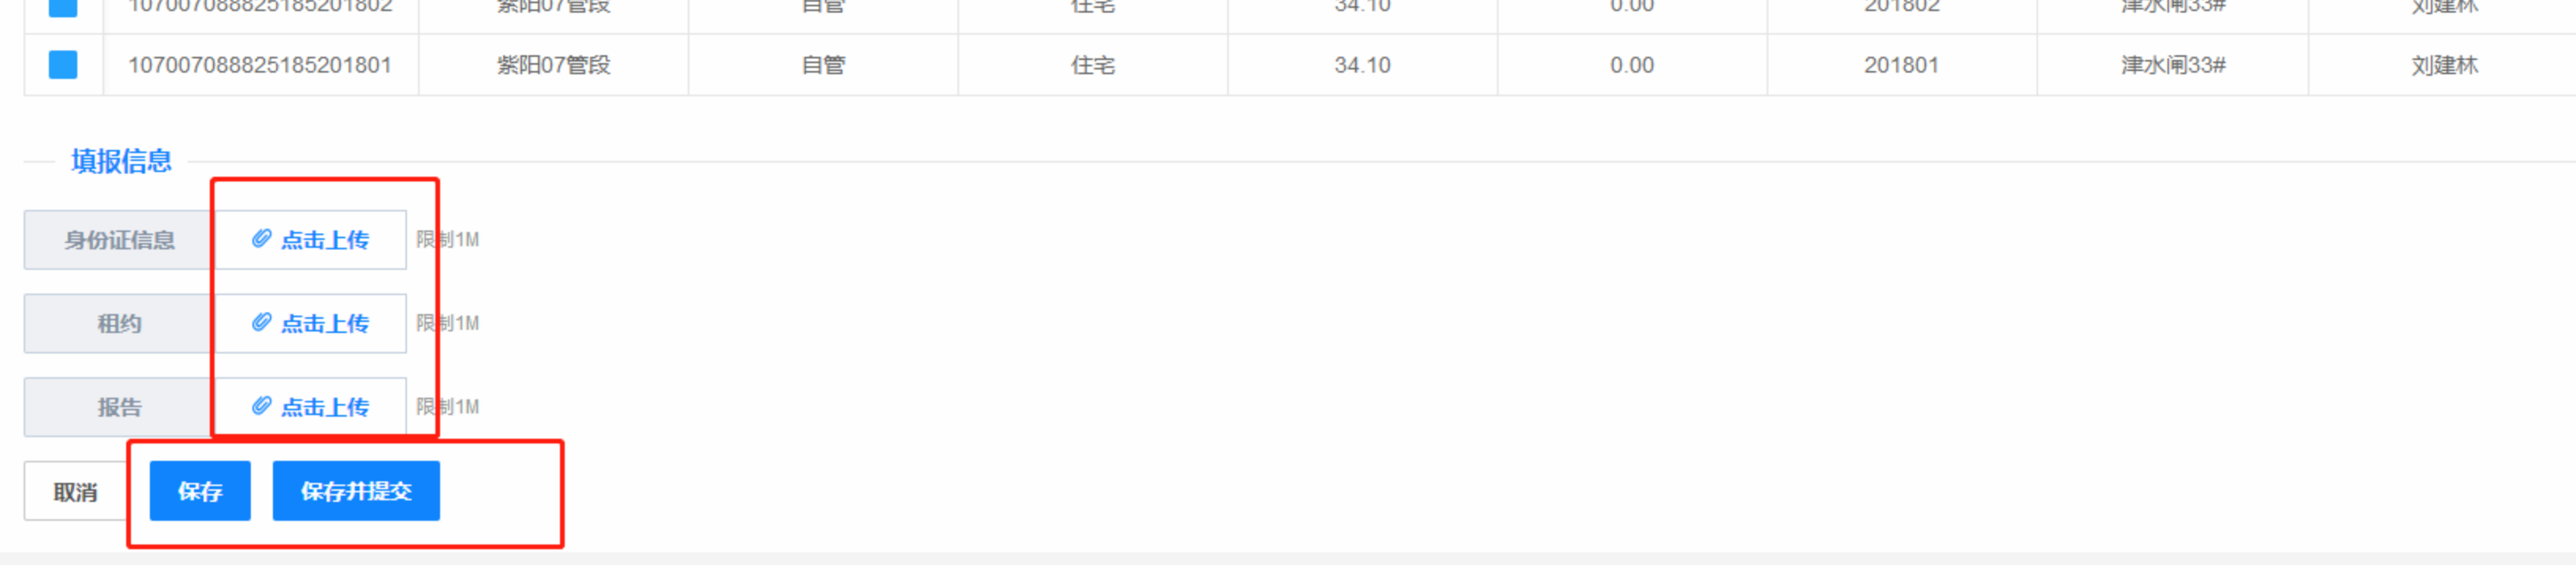 107007088825185201802 紫阳07管段 自管 住宅 34.10 0.00 201802 津水闸33# 刘建林
107007088825185201801 紫阳07管段 自管 住宅 34.10 0.00 201801 津水闸33# 刘建林
填报信息
身份证信息 点击上传 限制1M
租约 点击上传 限制1M
报告 点击上传 限制1M
取消 保存 保存并提交